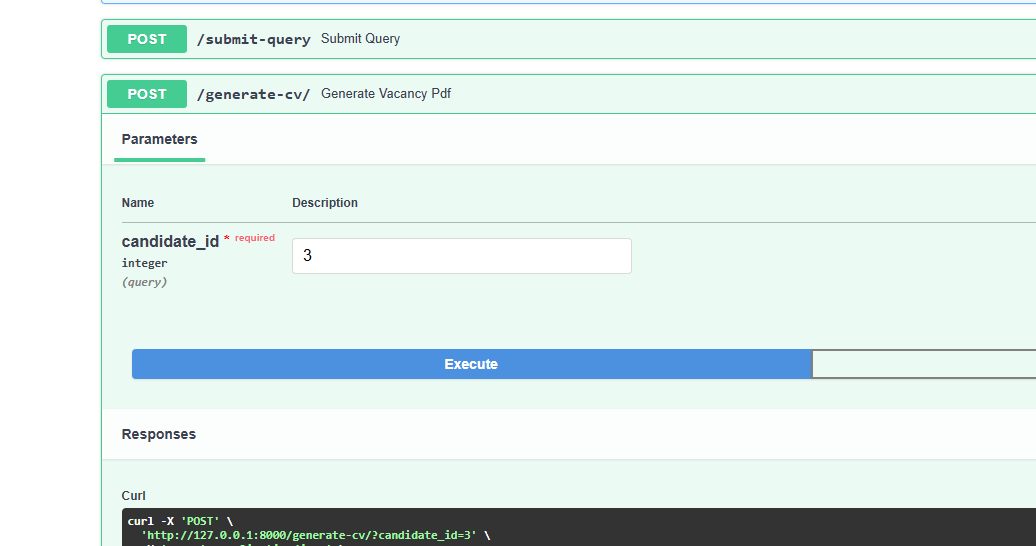 POST /submit-query Submit Query
POST /generate-cv/ Generate Vacancy Pdf
Parameters
Name Description
candidate_id * required
3
integer
(query)
Execute
Responses
Curl
curl -X 'POST' \
'http://127.0.0.1:8000/generate-cv/?candidate_id=3' \